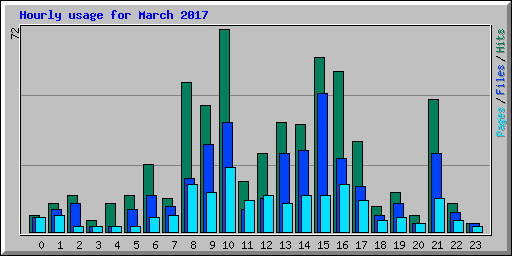 Hourly usage for March 2017
72
Pages / Files / Hits
0 1 2 3 4 5 6 7 8 9 10 11 12 13 14 15 16 17 18 19 20 21 22 23